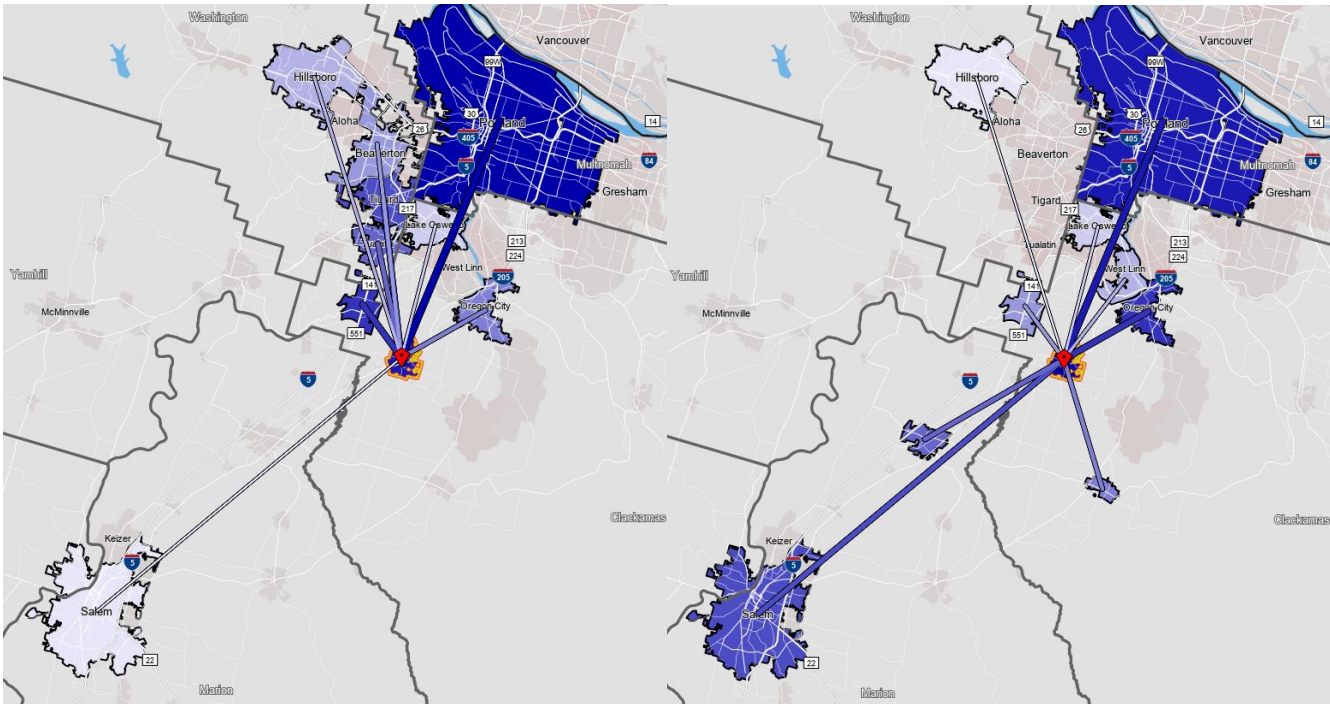 Washington
Vancouver
99W
Hillsboro
30
14
Aloha
26
405
Portland
Beaverton
5
Multnomah
84
Gresham
Tigard
217
Lake Oswego
213
224
West Linn
Yamhill
205
141
Oregon City
McMinnville
551
5
Clackamas
Keizer
5
Salem
22
Marion
Washington
Vancouver
99W
Hillsboro
30
14
Aloha
26
405
Portland
Beaverton
5
Multnomah
84
Gresham
Tigard
217
Lake Oswego
213
Tualatin
224
West Linn
Yamhill
205
141
Oregon City
McMinnville
551
5
Clackamas
Keizer
5
Salem
22
Marion